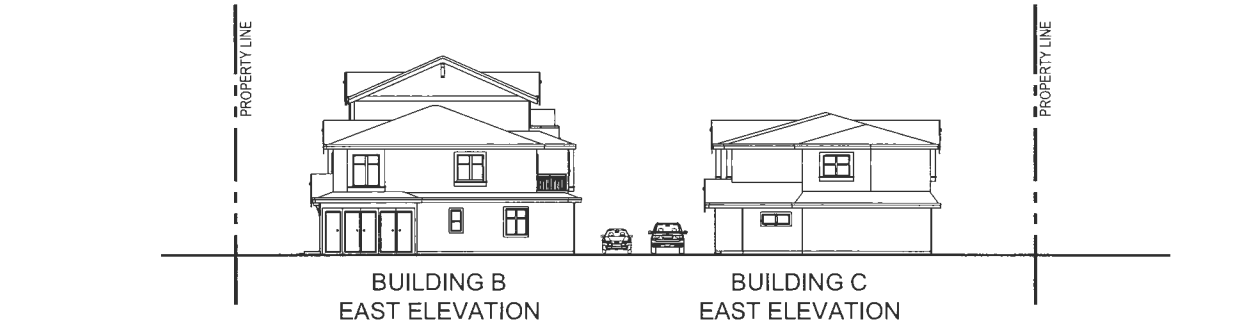 PROPERTY LINE
PROPERTY LINE
BUILDING B
EAST ELEVATION
BUILDING C
EAST ELEVATION